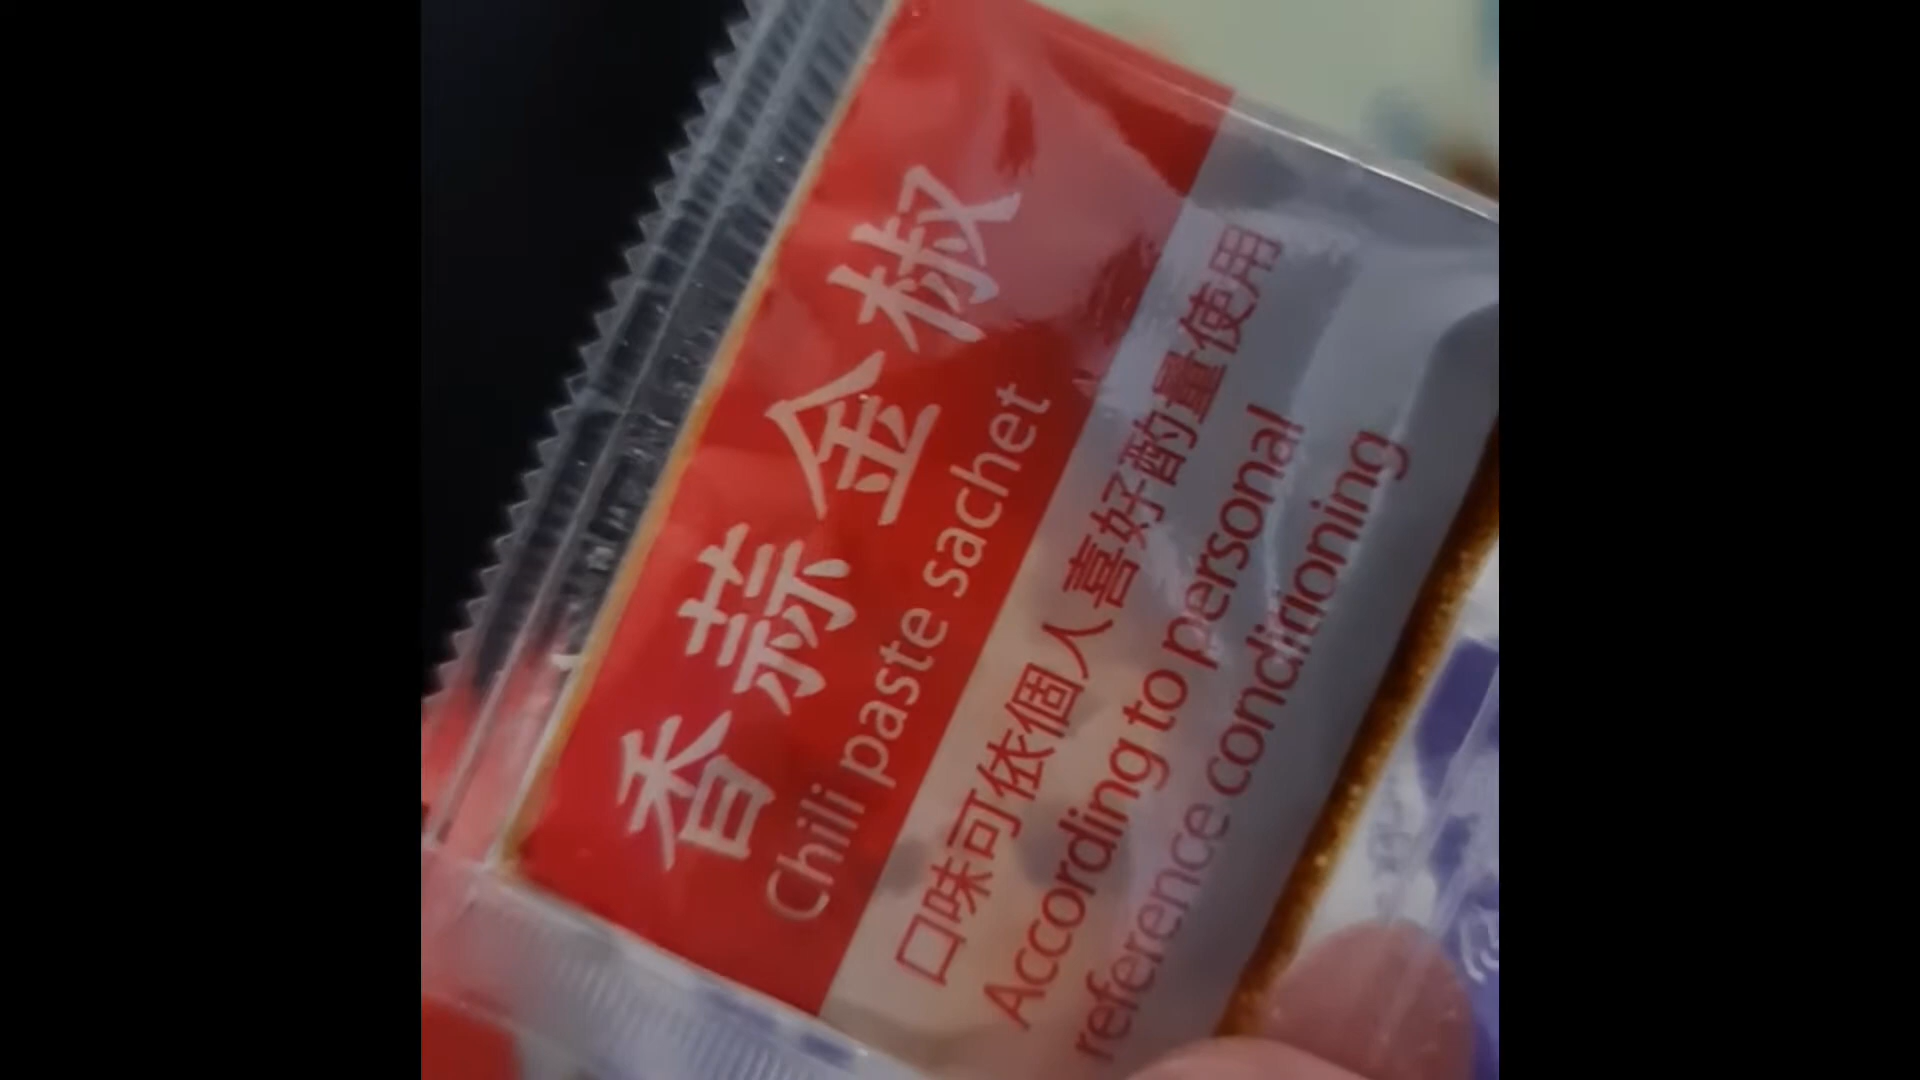 香蒜金椒
Chili paste sachet
口味可依個人喜好酌量使用
According to personal
reference conditioning